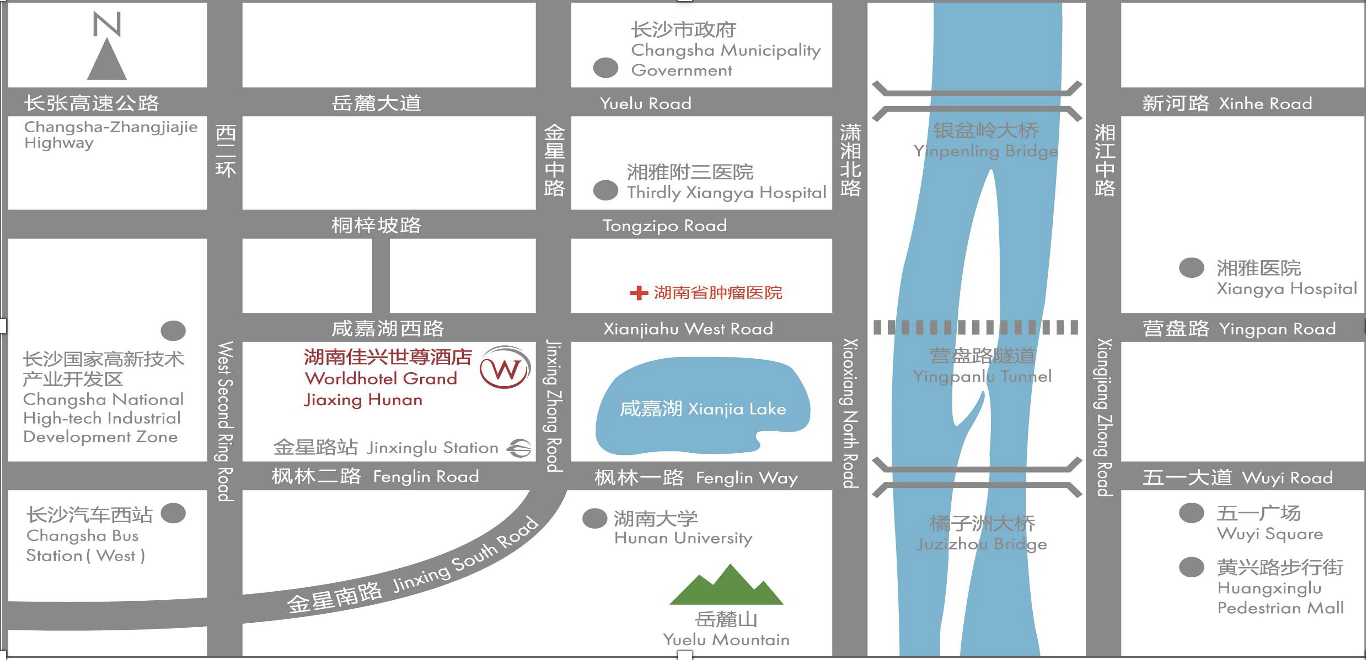 N
长沙市政府
Changsha Municipality
Government
长张高速公路
岳麓大道
Yuelu Road
新河路 Xinhe Road
Changsha-Zhangjiajie
Highway
西二环
金星中路
潇湘北路
银盆岭大桥
Yinpenling Bridge
湘江中路
湘雅附三医院
Thirdly Xiangya Hospital
桐梓坡路
Tongzipo Road
湘雅医院
Xiangya Hospital
湖南省肿瘤医院
咸嘉湖西路
Xianjiahu West Road
营盘路 Yingpan Road
长沙国家高新技术
产业开发区
Changsha National
High-tech Industrial
Development Zone
West Second Ring Road
湖南佳兴世尊酒店
Worldhotel Grand
Jiaxing Hunan
W
Jinxing Zhong Rood
咸嘉湖 Xianjia Lake
Xiaoxiang North Road
营盘路隧道
Yingpanlu Tunnel
Xiangjiang Zhong Road
金星路站 Jinxinglu Station
枫林二路 Fenglin Road
枫林一路 Fenglin Way
五一大道 Wuyi Road
长沙汽车西站
Changsha Bus
Station ( West )
金星南路 Jinxing South Road
湖南大学
Hunan University
橘子洲大桥
Juzizhou Bridge
五一广场
Wuyi Square
黄兴路步行街
Huangxinglu
Pedestrian Mall
岳麓山
Yuelu Mountain